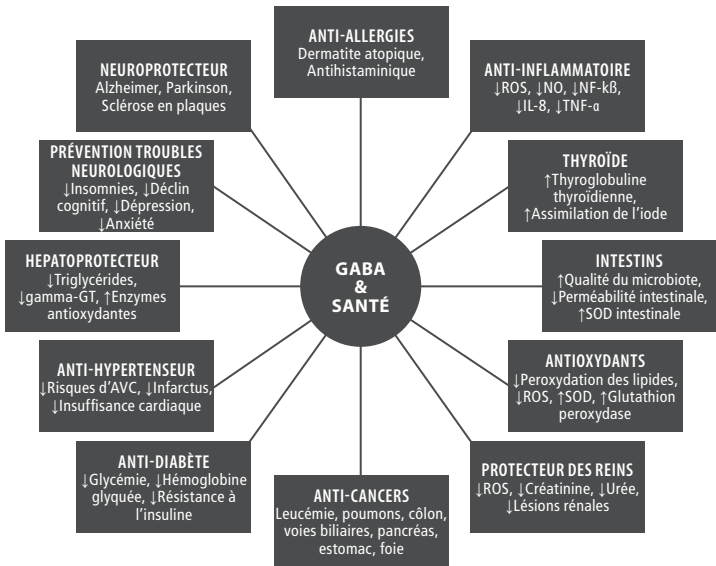 ANTI-ALLERGIES
Dermatite atopique,
Antihistaminique
NEUROPROTECTEUR
Alzheimer, Parkinson,
Sclérose en plaques
ANTI-INFLAMMATOIRE
↓ROS, ↓NO, ↓NF-kß,
↓IL-8, ↓TNF-α
PRÉVENTION TROUBLES
NEUROLOGIQUES
↓Insomnies, ↓Déclin
cognitif, ↓Dépression,
↓Anxiété
THYROÏDE
↑Thyroglobuline
thyroïdienne,
↑Assimilation de l’iode
HEPATOPROTECTEUR
↓Triglycérides,
↓gamma-GT, ↑Enzymes
antioxydantes
GABA
&
SANTÉ
INTESTINS
↑Qualité du microbiote,
↓Perméabilité intestinale,
↑SOD intestinale
ANTI-HYPERTENSEUR
↓Risques d’AVC, ↓Infarctus,
↓Insuffisance cardiaque
ANTIOXYDANTS
↓Peroxydation des lipides,
↓ROS, ↑SOD, ↑Glutathion
peroxydase
ANTI-DIABÈTE
↓Glycémie, ↓Hémoglobine
glyquée, ↓Résistance à
l’insuline
ANTI-CANCERS
Leucémie, poumons, côlon,
voies biliaires, pancréas,
estomac, foie
PROTECTEUR DES REINS
↓ROS, ↓Créatinine, ↓Urée,
↓Lésions rénales